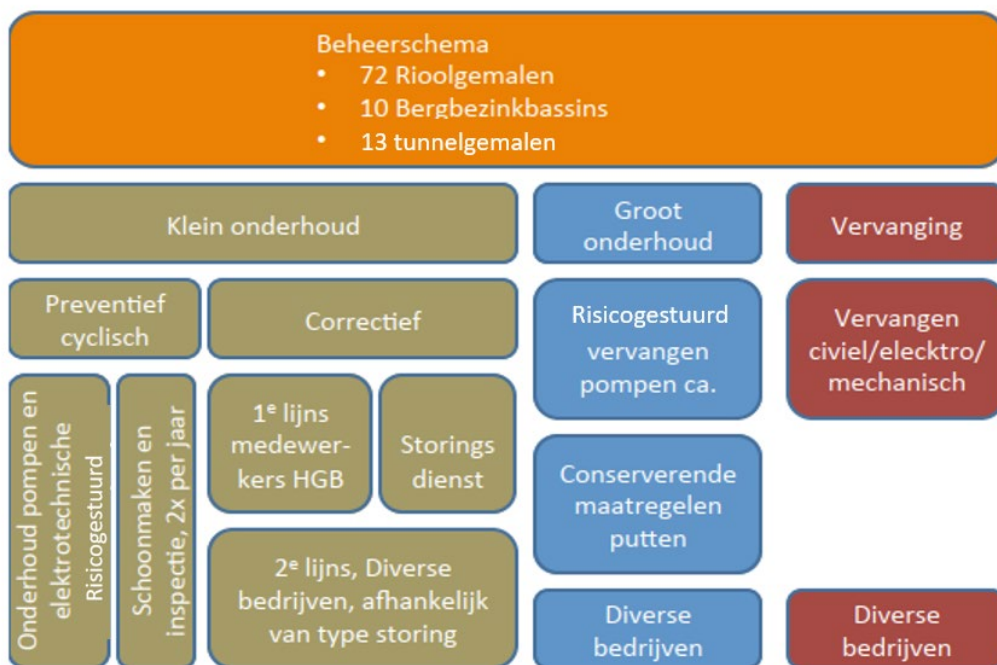 Beheerschema
• 72 Rioolgemalen
• 10 Bergbezinkbassins
• 13 tunnelgemalen
Klein onderhoud
Groot
onderhoud
Vervanging
Preventief
cyclisch
Correctief
Risicogestuurd
vervangen
pompen ca.
Vervangen
civiel/elecktro/
mechanisch
Onderhoud pompen en
elektrotechnische
Risicogestuurd
Schoonmaken en
inspectie, 2x per jaar
1e lijns
medewer-
kers HGB
Storings
dienst
Conserverende
maatregelen
putten
2e lijns, Diverse
bedrijven, afhankelijk
van type storing
Diverse
bedrijven
Diverse
bedrijven